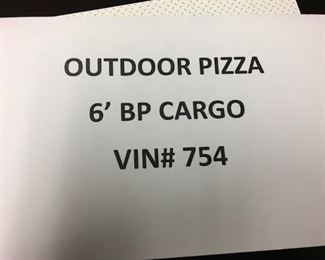 OUTDOOR PIZZA
6’ BP CARGO
VIN# 754